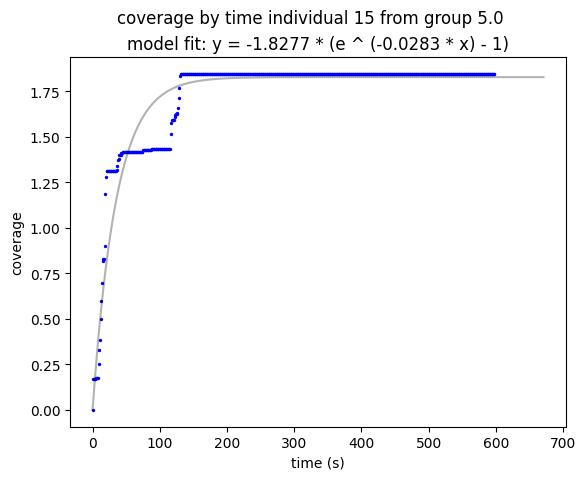 coverage by time individual 15 from group 5.0
model fit: y = -1.8277 * (e ^ (-0.0283 * x) - 1)
1.75
1.50
1.25
1.00
0.75
0.50
0.25
0.00
coverage
0 100 200 300 400 500 600 700
time (s)